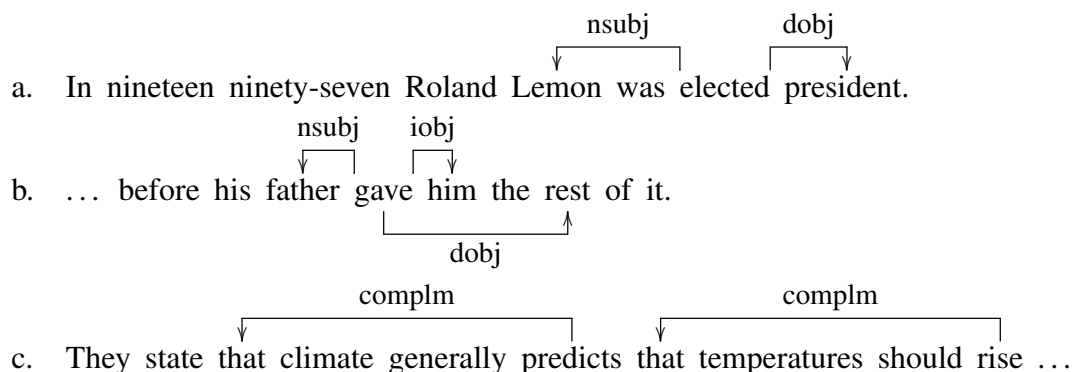 nsubj dobj
a. In nineteen ninety-seven Roland Lemon was elected president.
nsubj iobj
b. ... before his father gave him the rest of it.
dobj
complm complm
c. They state that climate generally predicts that temperatures should rise ...